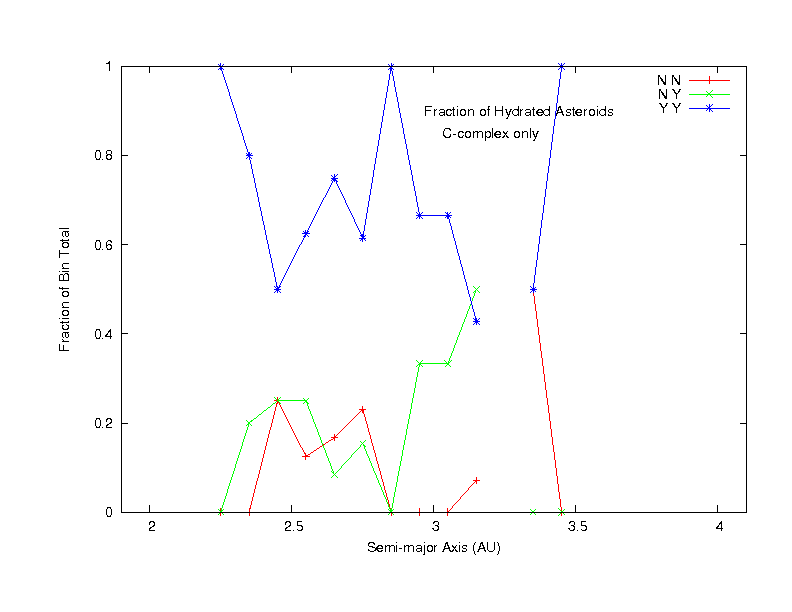 1
0.8
0.6
0.4
0.2
0
2
2.5
3
3.5
4
Fraction of Bin Total
Semi-major Axis (AU)
Fraction of Hydrated Asteroids
C-complex only
N N
N Y
Y Y